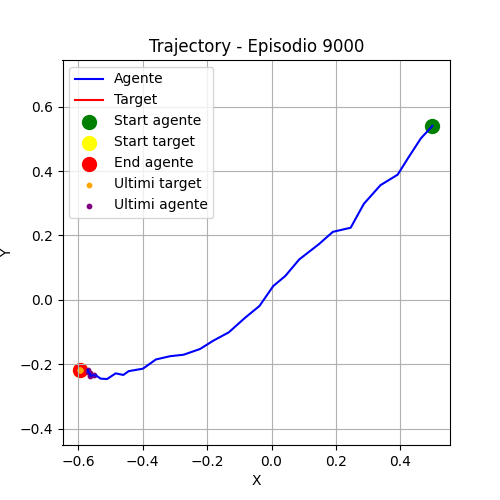 Trajectory - Episodio 9000
Agente
Target
Start agente
Start target
End agente
Ultimi target
Ultimi agente
Y
0.6
0.4
0.2
0.0
−0.2
−0.4
−0.6 −0.4 −0.2 0.0 0.2 0.4
X